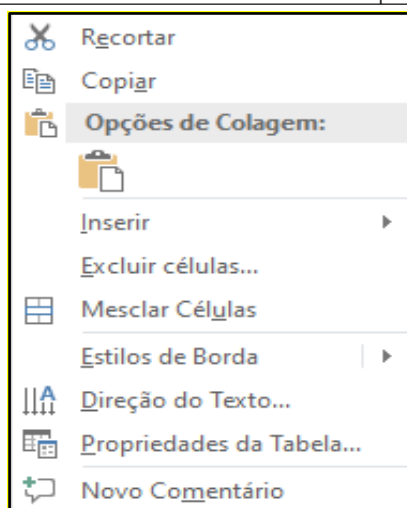 Recortar
Copiar
Opções de Colagem:
Inserir
Excluir células...
Mesclar Células
Estilos de Borda
Direção do Texto...
Propriedades da Tabela...
Novo Comentário